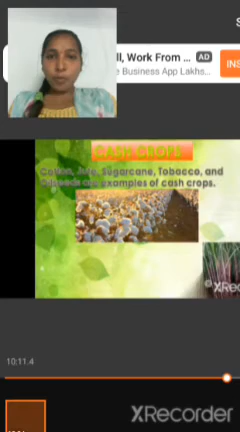 S
ll, Work From ... AD
e Business App Lakhs...
INS
CASH CROPS
Cotton, Jute, Sugarcane, Tobacco, and
Oilseeds are examples of cash crops.
XRec
10:11.4
XRecorder